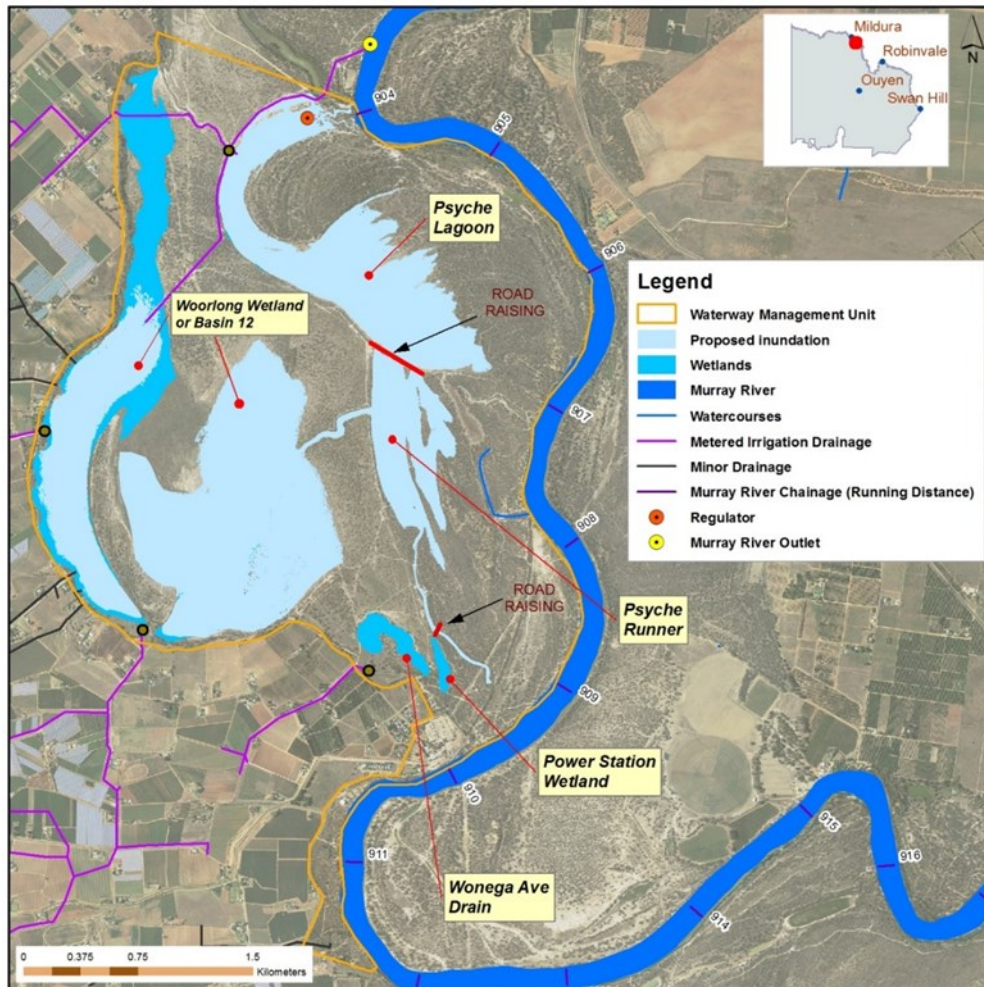 Mildura
Robinvale
Ouyen
Swan Hill
N
904
905
906
Psyche
Lagoon
ROAD
RAISING
Woorlong Wetland
or Basin 12
Legend
Waterway Management Unit
Proposed inundation
Wetlands
Murray River
Watercourses
Metered Irrigation Drainage
Minor Drainage
Murray River Chainage (Running Distance)
Regulator
Murray River Outlet
907
908
ROAD
RAISING
Psyche
Runner
909
Power Station
Wetland
910
911
Wonega Ave
Drain
914
915
916
0 0.375 0.75 1.5
Kilometers